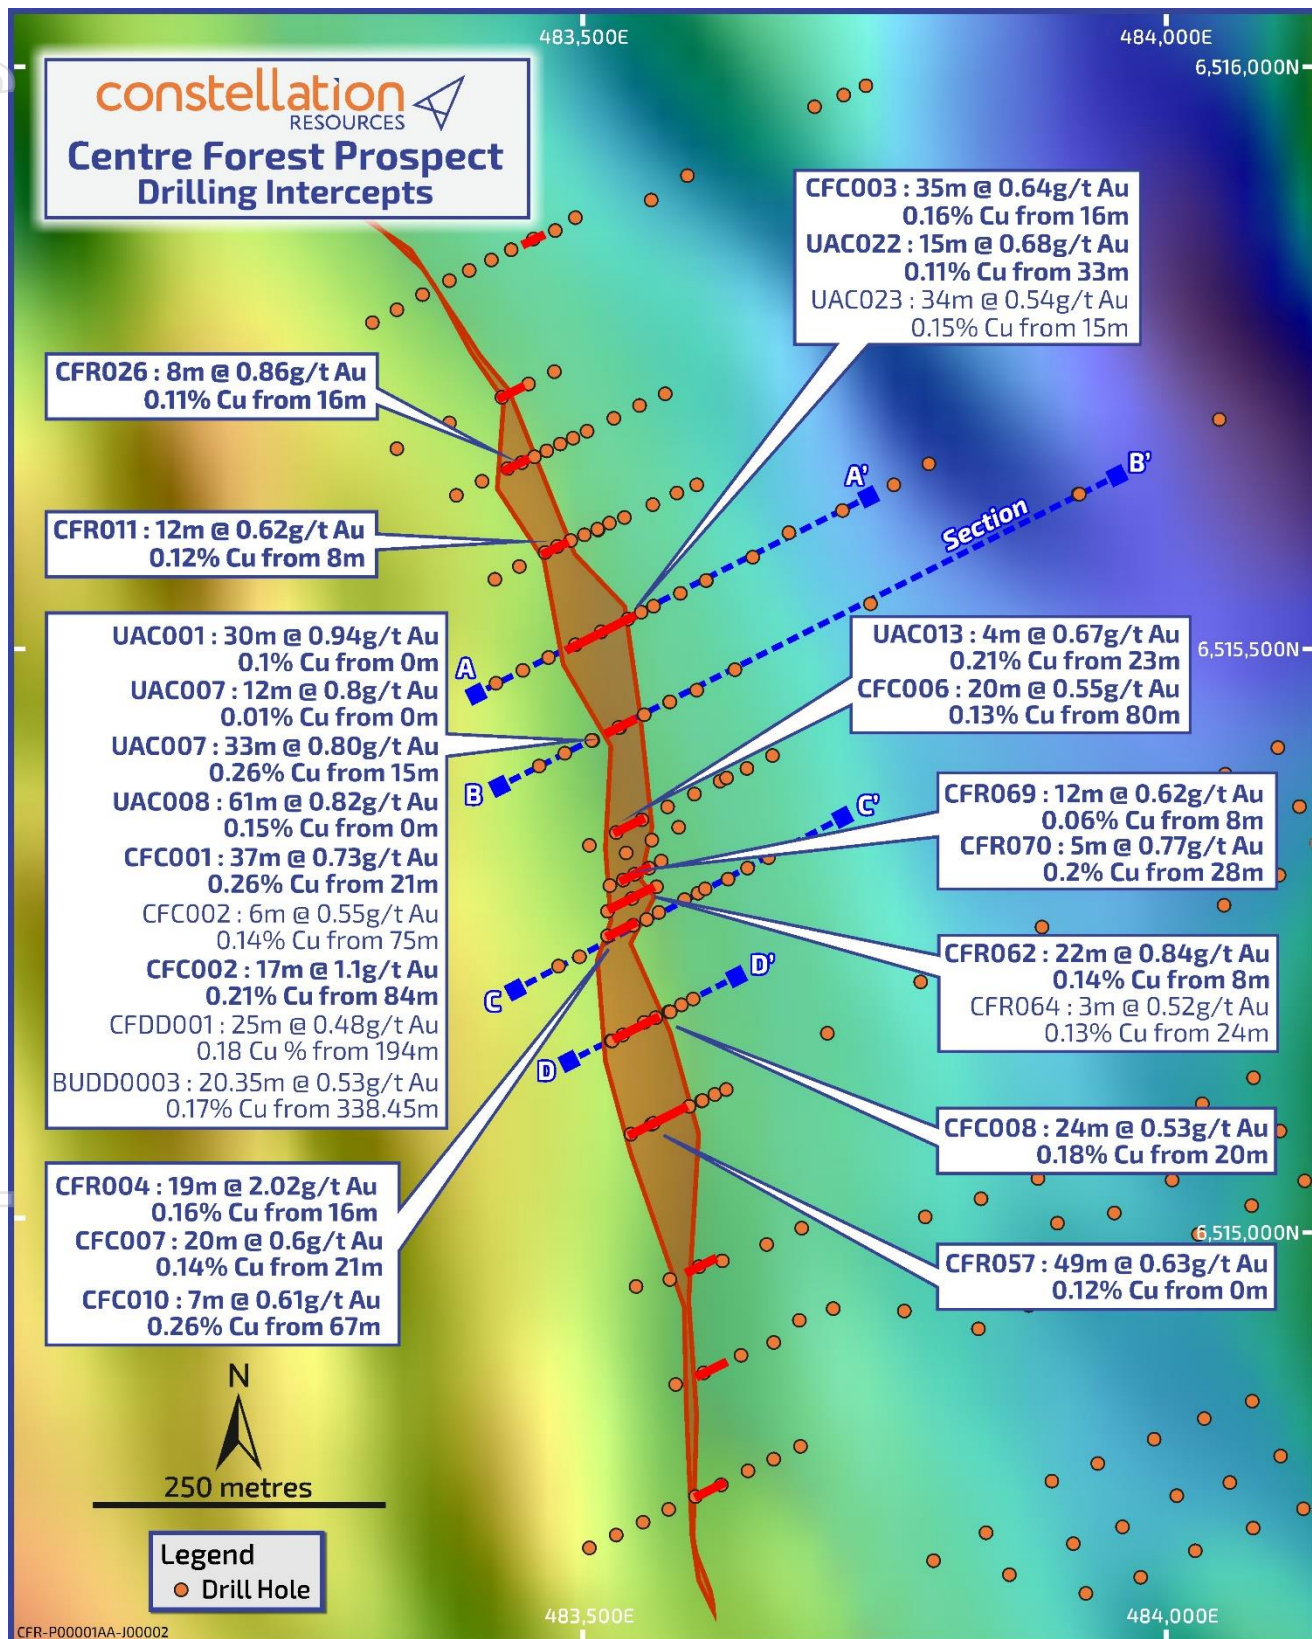 483,500E
484,000E
6,516,000N
constellation
RESOURCES
Centre Forest Prospect
Drilling Intercepts
CFC003 : 35m @ 0.64g/t Au
0.16% Cu from 16m
UAC022 : 15m @ 0.68g/t Au
0.11% Cu from 33m
UAC023 : 34m @ 0.54g/t Au
0.15% Cu from 15m
CFR026 : 8m @ 0.86g/t Au
0.11% Cu from 16m
A'
B'
Section
CFR011 : 12m @ 0.62g/t Au
0.12% Cu from 8m
UAC001 : 30m @ 0.94g/t Au
0.1% Cu from 0m
UAC007 : 12m @ 0.8g/t Au
0.01% Cu from 0m
UAC007 : 33m @ 0.80g/t Au
0.26% Cu from 15m
UAC008 : 61m @ 0.82g/t Au
0.15% Cu from 0m
CFC001 : 37m @ 0.73g/t Au
0.26% Cu from 21m
CFC002 : 6m @ 0.55g/t Au
0.14% Cu from 75m
CFC002 : 17m @ 1.1g/t Au
0.21% Cu from 84m
CFDD001 : 25m @ 0.48g/t Au
0.18 Cu % from 194m
BUDD0003 : 20.35m @ 0.53g/t Au
0.17% Cu from 338.45m
A
B
UAC013 : 4m @ 0.67g/t Au
0.21% Cu from 23m
CFC006 : 20m @ 0.55g/t Au
0.13% Cu from 80m
6,515,500N
C'
CFR069 : 12m @ 0.62g/t Au
0.06% Cu from 8m
CFR070 : 5m @ 0.77g/t Au
0.2% Cu from 28m
CFR062 : 22m @ 0.84g/t Au
0.14% Cu from 8m
CFR064 : 3m @ 0.52g/t Au
0.13% Cu from 24m
C
D'
D
CFC008 : 24m @ 0.53g/t Au
0.18% Cu from 20m
CFR004 : 19m @ 2.02g/t Au
0.16% Cu from 16m
CFC007 : 20m @ 0.6g/t Au
0.14% Cu from 21m
CFC010 : 7m @ 0.61g/t Au
0.26% Cu from 67m
6,515,000N
CFR057 : 49m @ 0.63g/t Au
0.12% Cu from 0m
N
250 metres
Legend
Drill Hole
483,500E
484,000E
CFR-P00001AA-J00002